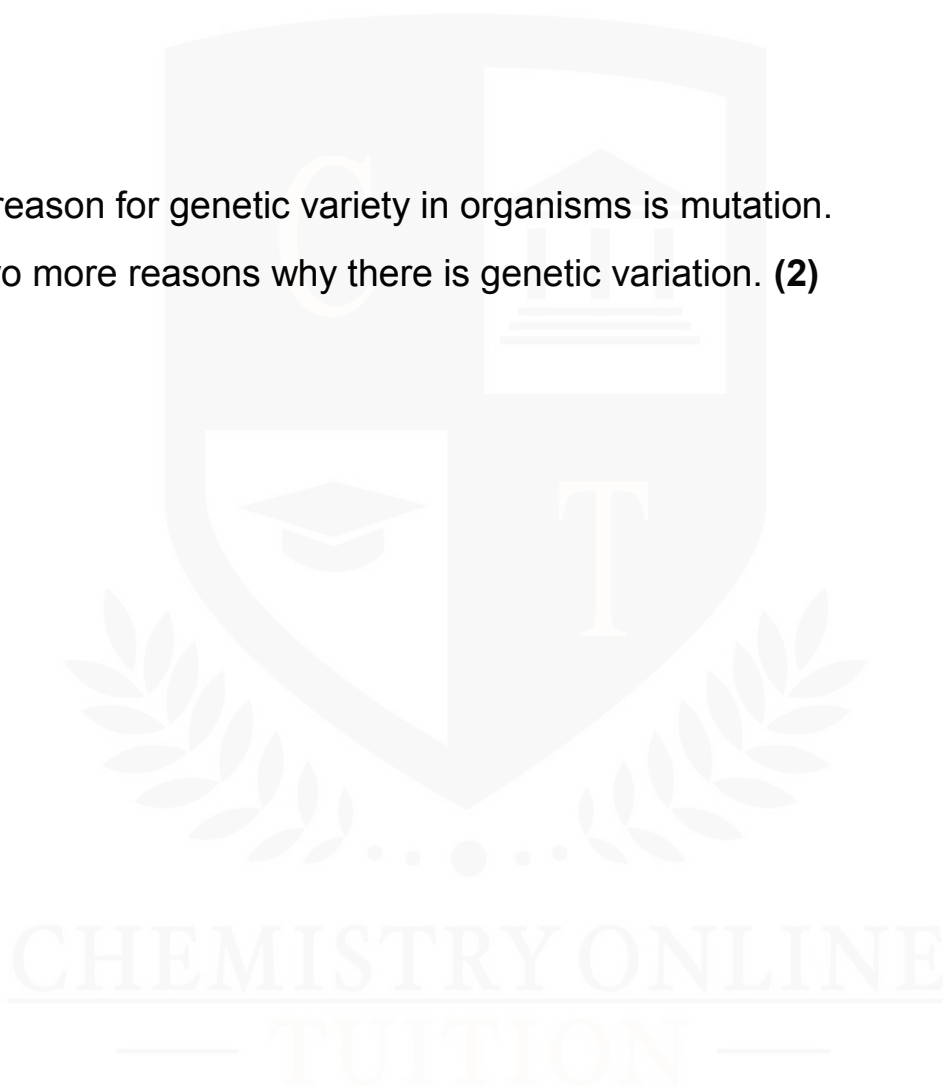 reason for genetic variety in organisms is mutation.
o more reasons why there is genetic variation. (2)
C
T
CHEMISTRY ONLINE
TUITION